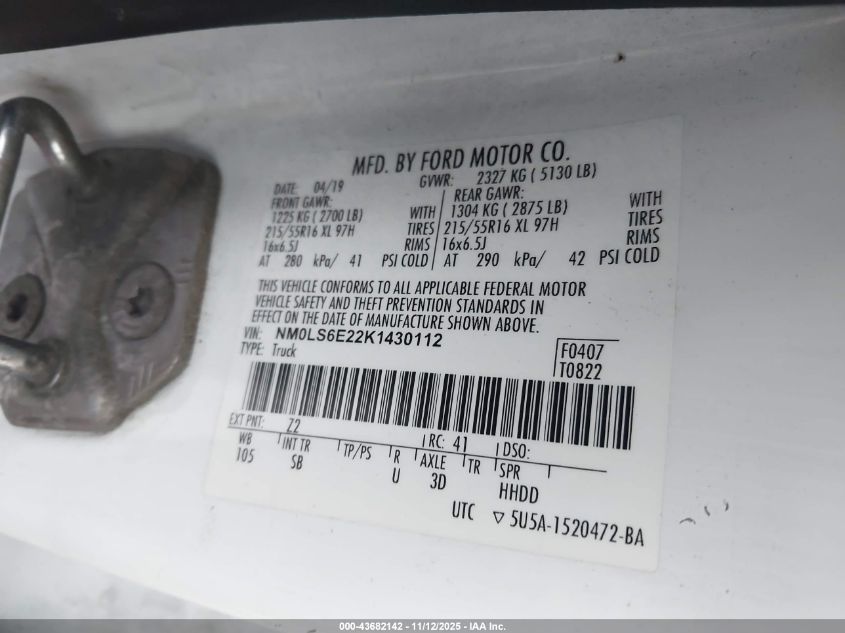 MFD. BY FORD MOTOR CO.
DATE: 04/19 GVWR: 2327 KG ( 5130 LB)
FRONT GAWR: REAR GAWR:
1225 KG ( 2700 LB) WITH 1304 KG ( 2875 LB) WITH
215/55R16 XL 97H TIRES 215/55R16 XL 97H TIRES
16x6.5J RIMS 16x6.5J RIMS
AT 280 kPa/ 41 PSI COLD AT 290 kPa/ 42 PSI COLD
THIS VEHICLE CONFORMS TO ALL APPLICABLE FEDERAL MOTOR
VEHICLE SAFETY AND THEFT PREVENTION STANDARDS IN
EFFECT ON THE DATE OF MANUFACTURE SHOWN ABOVE.
VIN: NM0LS6E22K1430112
TYPE: Truck
F0407
T0822
EXT PNT: Z2 RC: 41 DSO:
WB INT TR TP/PS R AXLE TR SPR
105 SB U 3D HHDD
UTC ▽ 5U5A-1520472-BA
000-43682142 - 11/12/2025 - IAA Inc.